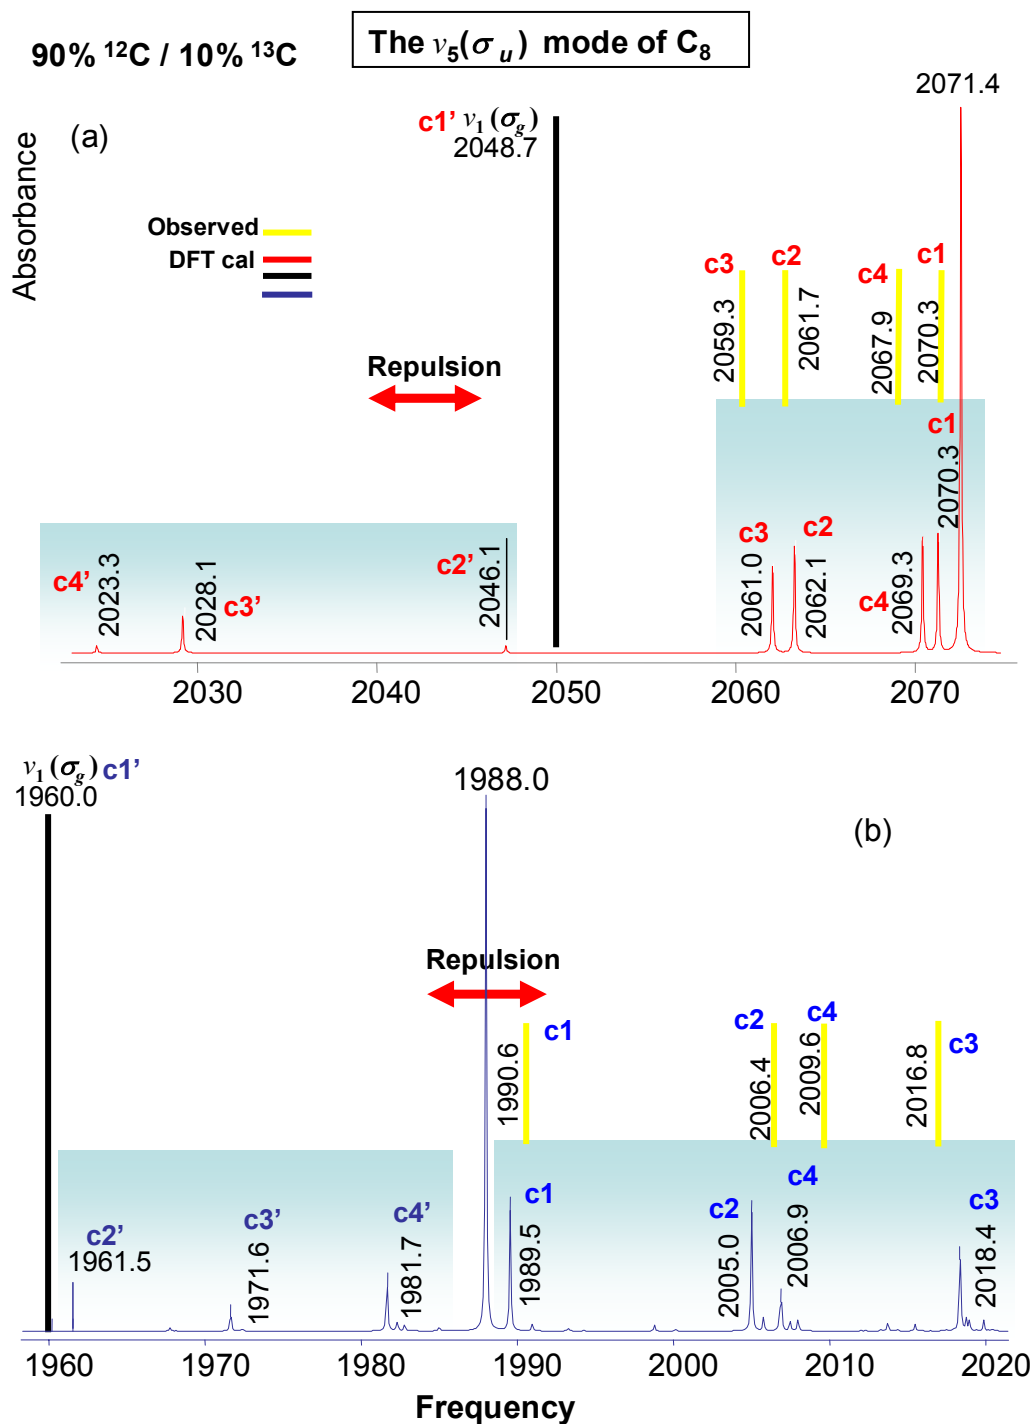 The ν5(σu) mode of C8
90% 12C / 10% 13C
2071.4
(a)
c1' ν1(σg)
2048.7
Absorbance
Observed
DFT cal
c3
c2
c4
c1
2059.3
2061.7
2067.9
2070.3
Repulsion
c1
2070.3
c4'
2023.3
2028.1
c3'
c2'
2046.1
c3
2061.0
c2
2062.1
c4
2069.3
2030
2040
2050
2060
2070
ν1(σg) c1'
1960.0
1988.0
(b)
Repulsion
c1
1990.6
c2
2006.4
c4
2009.6
2016.8
c3
c2'
1961.5
c3'
1971.6
c4'
1981.7
c1
1989.5
c2
2005.0
c4
2006.9
c3
2018.4
1960
1970
1980
1990
2000
2010
2020
Frequency